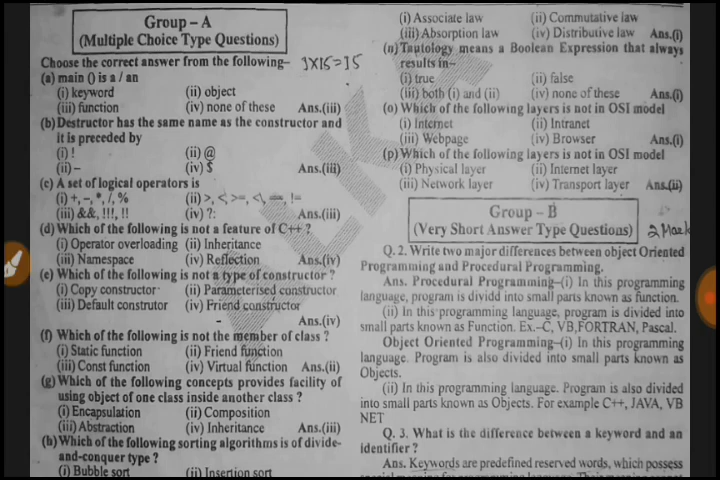 Group – A
(Multiple Choice Type Questions)
Choose the correct answer from the following– 1X15=15
(a) main () is a / an
(i) keyword (ii) object
(iii) function (iv) none of these Ans.(iii)
(b) Destructor has the same name as the constructor and
it is preceded by
(i) ! (ii) @
(ii) – (iv) $ Ans.(iii)
(c) A set of logical operators is
(i) +, –, *, /, % (ii) >, <, >=, <\, ==, !=
(iii) &&, !!!, !! (iv) ?: Ans.(iii)
(d) Which of the following is not a feature of C++ ?
(i) Operator overloading (ii) Inheritance
(iii) Namespace (iv) Reflection Ans.(iv)
(e) Which of the following is not a type of constructor ?
(i) Copy constructor (ii) Parameterised constructor
(iii) Default construtor (iv) Friend constructor
- Ans.(iv)
(f) Which of the following is not the member of class ?
(i) Static function (ii) Friend function
(iii) Const function (iv) Virtual function Ans.(ii)
(g) Which of the following concepts provides facility of
using object of one class inside another class ?
(i) Encapsulation (ii) Composition
(iii) Abstraction (iv) Inheritance Ans.(iii)
(h) Which of the following sorting algorithms is of divide-
and-conquer type ?
(i) Bubble sort (ii) Insertion sort
(i) Associate law (ii) Commutative law
(iii) Absorption law (iv) Distributive law Ans.(i)
(n) Tautology means a Boolean Expression that always
results in–
(i) true (ii) false
(iii) both (i) and (ii) (iv) none of these Ans.(i)
(o) Which of the following layers is not in OSI model
(i) Internet (ii) Intranet
(iii) Webpage (iv) Browser Ans.(i)
(p) Which of the following layers is not in OSI model
(i) Physical layer (ii) Internet layer
(iii) Network layer (iv) Transport layer Ans.(ii)
Group – B
(Very Short Answer Type Questions) 2 Mark
Q. 2. Write two major differences between object Oriented
Programming and Procedural Programming.
Ans. Procedural Programming–(i) In this programming
language, program is dividd into small parts known as function.
(ii) In this programming language, program is divided into
small parts known as Function. Ex.–C, VB,FORTRAN, Pascal.
Object Oriented Programming–(i) In this programming
language. Program is also divided into small parts known as
Objects.
(ii) In this programming language. Program is also divided
into small parts known as Objects. For example C++, JAVA, VB
NET
Q. 3. What is the difference between a keyword and an
identifier ?
Ans. Keywords are predefined reserved words, which possess